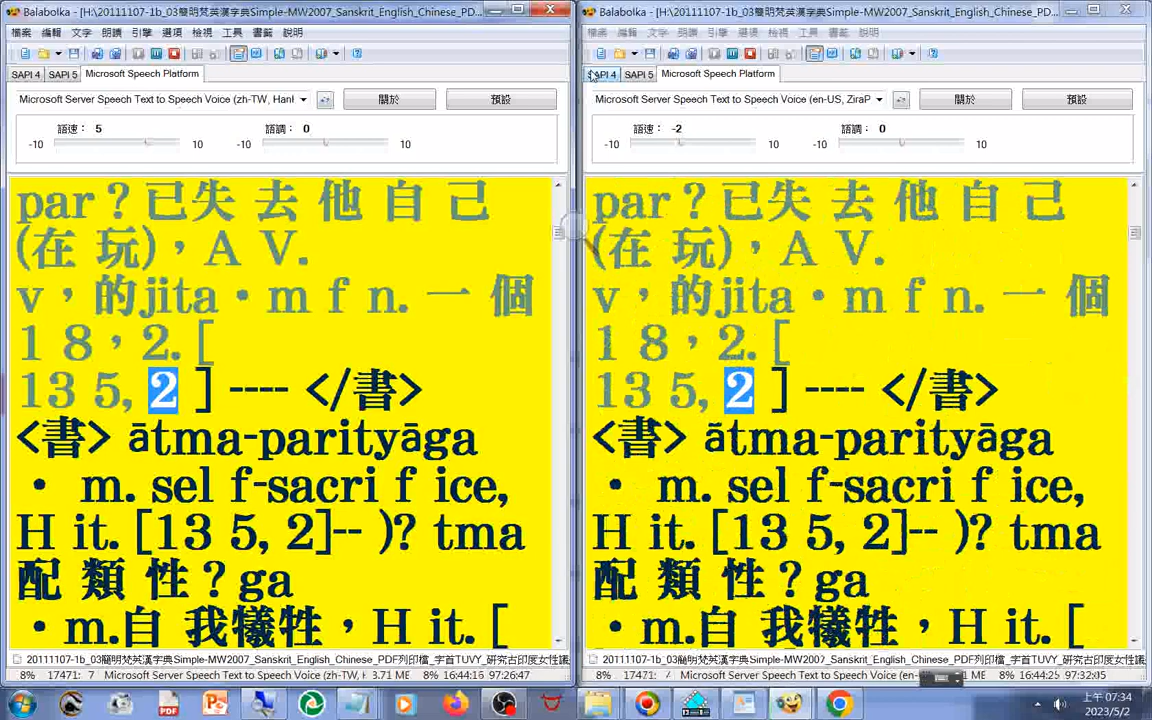 Balabolka - [H:\20111107-1b_03簡明梵英漢字典Simple-MW2007_Sanskrit_English_Chinese_PD...
檔案 編輯 文字 朗讀 引擎 選項 檢視 工具 書籤 說明
SAPI 4 SAPI 5 Microsoft Speech Platform
Microsoft Server Speech Text to Speech Voice (zh-TW, Hanl
關於 預設
語速： 5 語調： 0
-10 10 -10 10
par？已失 去 他 自 己
(在 玩)，A V.
v，的jita・m f n. 一 個
1 8，2. [
13 5, 2 ] ---- </書>
<書> ātma-parityāga
・ m. sel f-sacri f ice,
H it. [13 5, 2]-- )? tma
配 類 性？ga
・m.自 我犧牲，H it. [
20111107-1b_03簡明梵英漢字典Simple-MW2007_Sanskrit_English_Chinese_PDF列印檔_字首TUVY_研究古印度女性議
8% 17471: 7 Microsoft Server Speech Text to Speech Voice (zh-TW, H 3.71 ME 8% 16:44:16 97:26:47
Balabolka - [H:\20111107-1b_03簡明梵英漢字典Simple-MW2007_Sanskrit_English_Chinese_PDF...
檔案 編輯 文字 朗讀 引擎 選項 檢視 工具 書籤 說明
SAPI 4 SAPI 5 Microsoft Speech Platform
Microsoft Server Speech Text to Speech Voice (en-US, ZiraP
關於 預設
語速： -2 語調： 0
-10 10 -10 10
par？已失 去 他 自 己
(在 玩)，A V.
v，的jita・m f n. 一 個
1 8，2. [
13 5, 2 ] ---- </書>
<書> ãtma-parityāga
・ m. sel f-sacri f ice,
H it. [13 5, 2]-- )? tma
配 類 性？ga
・m.自 我犧牲，H it. [
20111107-1b_03簡明梵英漢字典Simple-MW2007_Sanskrit_English_Chinese_PDF列印檔_字首TUVY_研究古印度女性議
8% 17471: 7 Microsoft Server Speech Text to Speech Voice (en- ME 8% 16:44:25 97:32:05
上午 07:34
2023/5/2